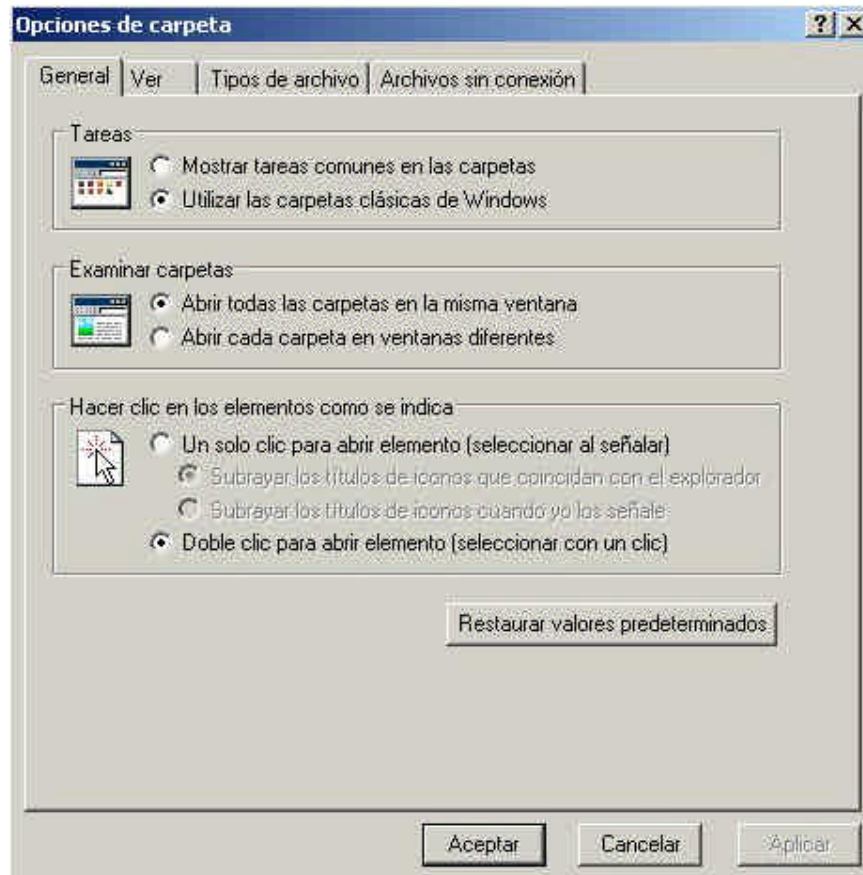 Opciones de carpeta
General Ver Tipos de archivo Archivos sin conexión
Tareas
Mostrar tareas comunes en las carpetas
Utilizar las carpetas clásicas de Windows
Examinar carpetas
Abrir todas las carpetas en la misma ventana
Abrir cada carpeta en ventanas diferentes
Hacer clic en los elementos como se indica
Un solo clic para abrir elemento (seleccionar al señalar)
Subrayar los títulos de iconos que coincidan con el explorador
Subrayar los títulos de iconos cuando yo los señale
Doble clic para abrir elemento (seleccionar con un clic)
Restaurar valores predeterminados
Aceptar Cancelar Aplicar